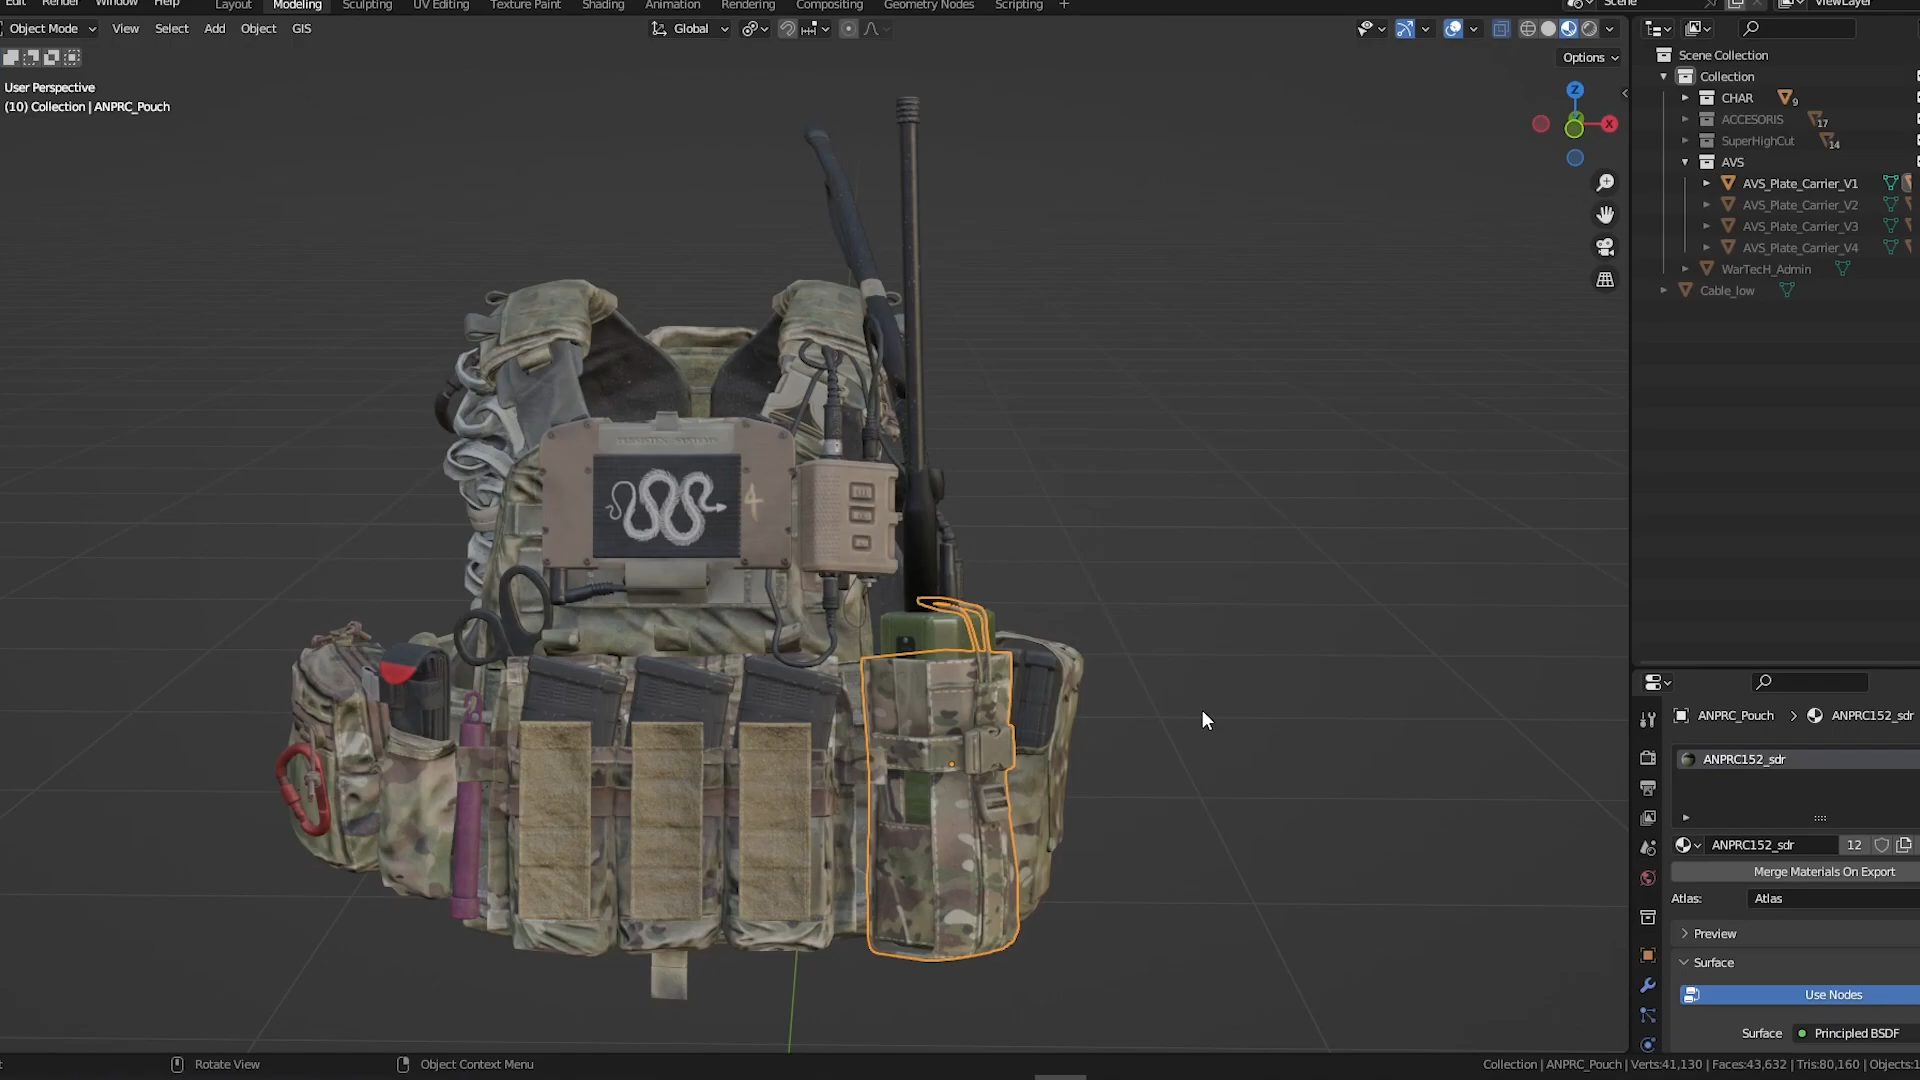 Edit Render Window Help Layout Modeling Sculpting UV Editing Texture Paint Shading Animation Rendering Compositing Geometry Nodes Scripting + Scene ViewLayer
Object Mode View Select Add Object GIS Global
Options
User Perspective
(10) Collection | ANPRC_Pouch
Z
X
Scene Collection
Collection
CHAR 9
ACCESORIS 17
SuperHighCut 14
AVS
AVS_Plate_Carrier_V1
AVS_Plate_Carrier_V2
AVS_Plate_Carrier_V3
AVS_Plate_Carrier_V4
WarTecH_Admin
Cable_low
4
ANPRC_Pouch > ANPRC152_sdr
ANPRC152_sdr
ANPRC152_sdr 12
Merge Materials On Export
Atlas: Atlas
Preview
Surface
Use Nodes
Surface Principled BSDF
Rotate View Object Context Menu Collection | ANPRC_Pouch | Verts:41,130 | Faces:43,632 | Tris:80,160 | Objects:1